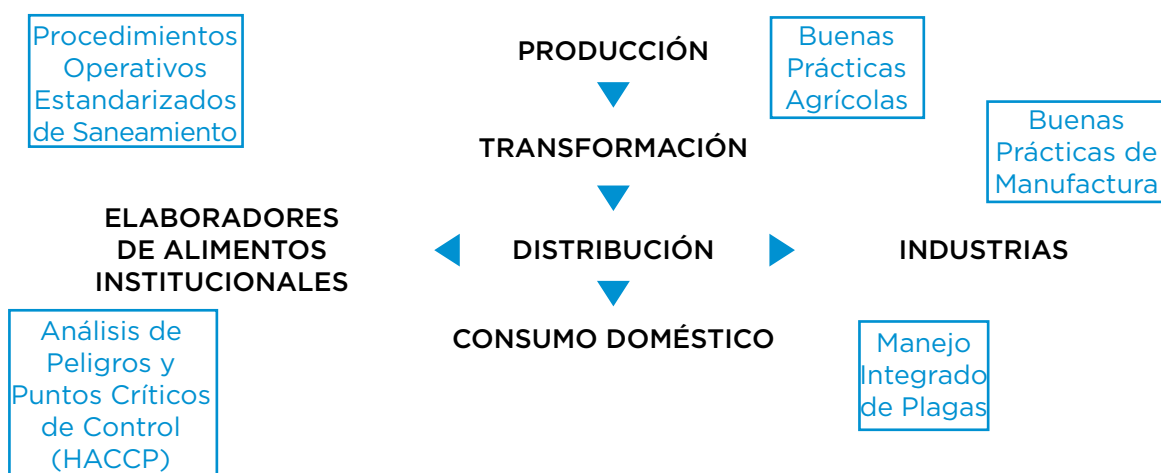 Procedimientos
Operativos
Estandarizados
de Saneamiento
PRODUCCIÓN
Buenas
Prácticas
Agrícolas
TRANSFORMACIÓN
Buenas
Prácticas de
Manufactura
ELABORADORES
DE ALIMENTOS
INSTITUCIONALES
DISTRIBUCIÓN
INDUSTRIAS
CONSUMO DOMÉSTICO
Análisis de
Peligros y
Puntos Críticos
de Control
(HACCP)
Manejo
Integrado
de Plagas